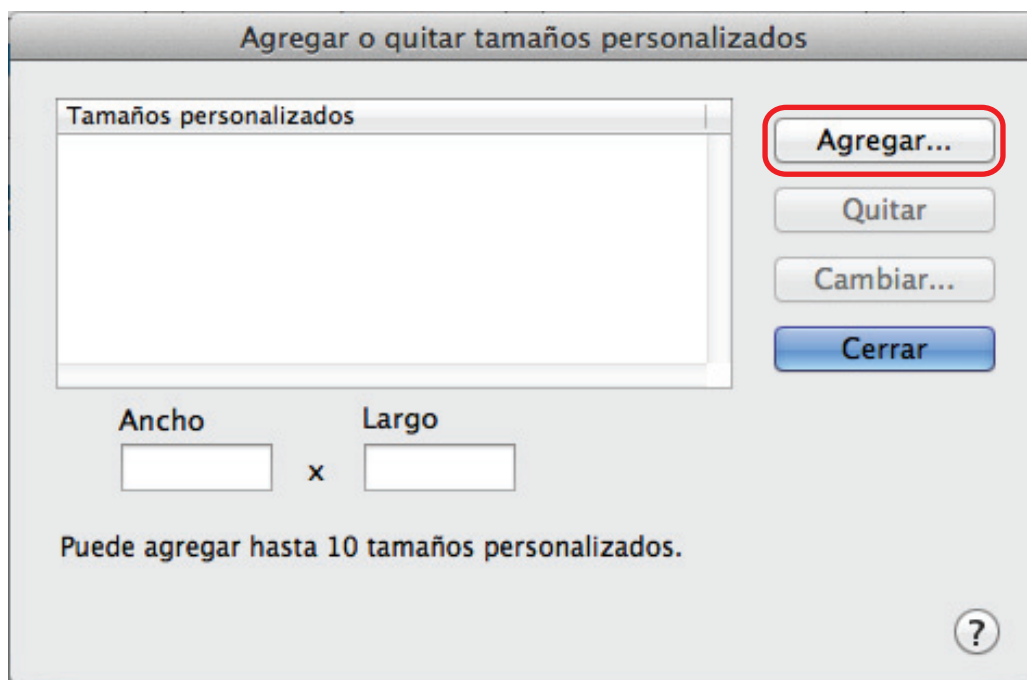 Agregar o quitar tamaños personalizados
Tamaños personalizados
Agregar...
Quitar
Cambiar...
Cerrar
Ancho
Largo
x
Puede agregar hasta 10 tamaños personalizados.
?